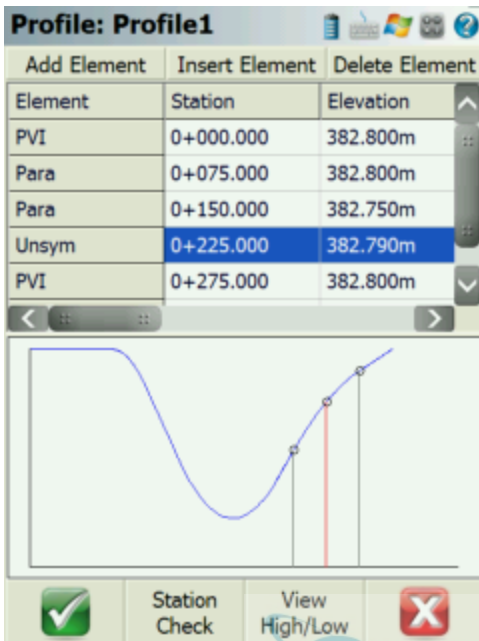 Profile: Profile1
Add Element Insert Element Delete Element
Element Station Elevation
PVI 0+000.000 382.800m
Para 0+075.000 382.800m
Para 0+150.000 382.750m
Unsym 0+225.000 382.790m
PVI 0+275.000 382.800m
Station Check View High/Low